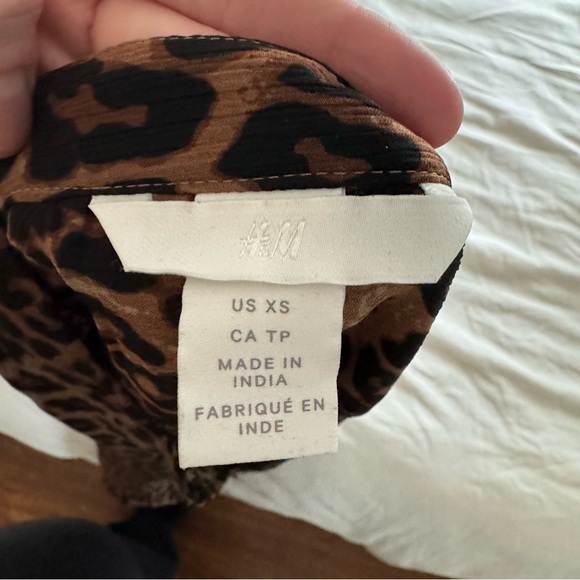 H&M
US XS
CA TP
MADE IN
INDIA
FABRIQUÉ EN
INDE